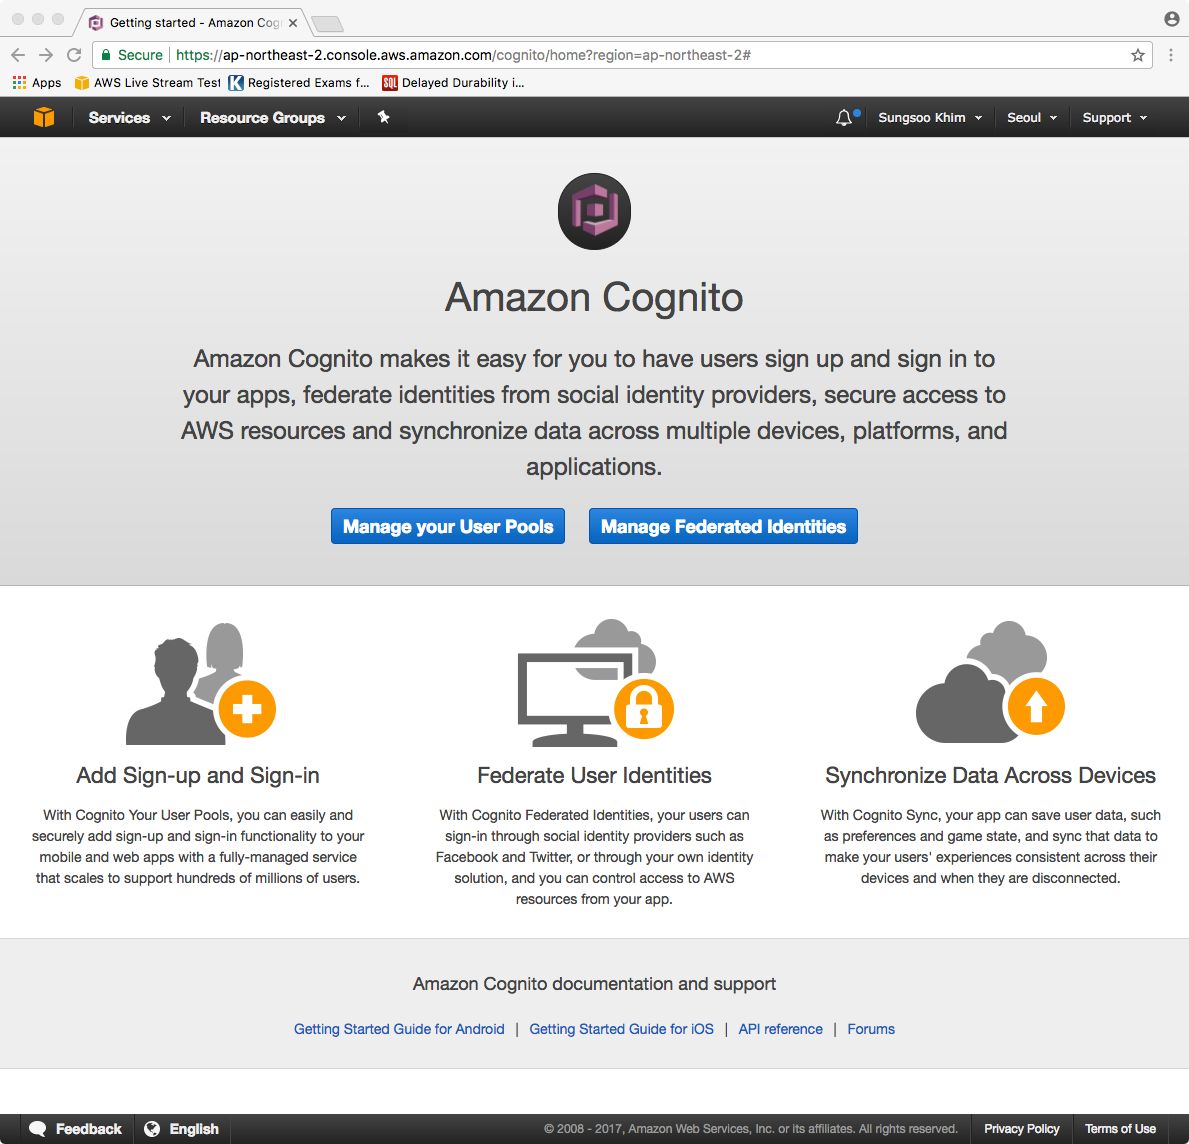 Getting started - Amazon Cog
Secure https://ap-northeast-2.console.aws.amazon.com/cognito/home?region=ap-northeast-2#
Apps AWS Live Stream Test K Registered Exams f... SQL Delayed Durability i...
Services Resource Groups Sungsoo Khim Seoul Support
Amazon Cognito
Amazon Cognito makes it easy for you to have users sign up and sign in to
your apps, federate identities from social identity providers, secure access to
AWS resources and synchronize data across multiple devices, platforms, and
applications.
Manage your User Pools Manage Federated Identities
Add Sign-up and Sign-in
With Cognito Your User Pools, you can easily and
securely add sign-up and sign-in functionality to your
mobile and web apps with a fully-managed service
that scales to support hundreds of millions of users.
Federate User Identities
With Cognito Federated Identities, your users can
sign-in through social identity providers such as
Facebook and Twitter, or through your own identity
solution, and you can control access to AWS
resources from your app.
Synchronize Data Across Devices
With Cognito Sync, your app can save user data, such
as preferences and game state, and sync that data to
make your users' experiences consistent across their
devices and when they are disconnected.
Amazon Cognito documentation and support
Getting Started Guide for Android | Getting Started Guide for iOS | API reference | Forums
Feedback English © 2008 - 2017, Amazon Web Services, Inc. or its affiliates. All rights reserved. Privacy Policy Terms of Use